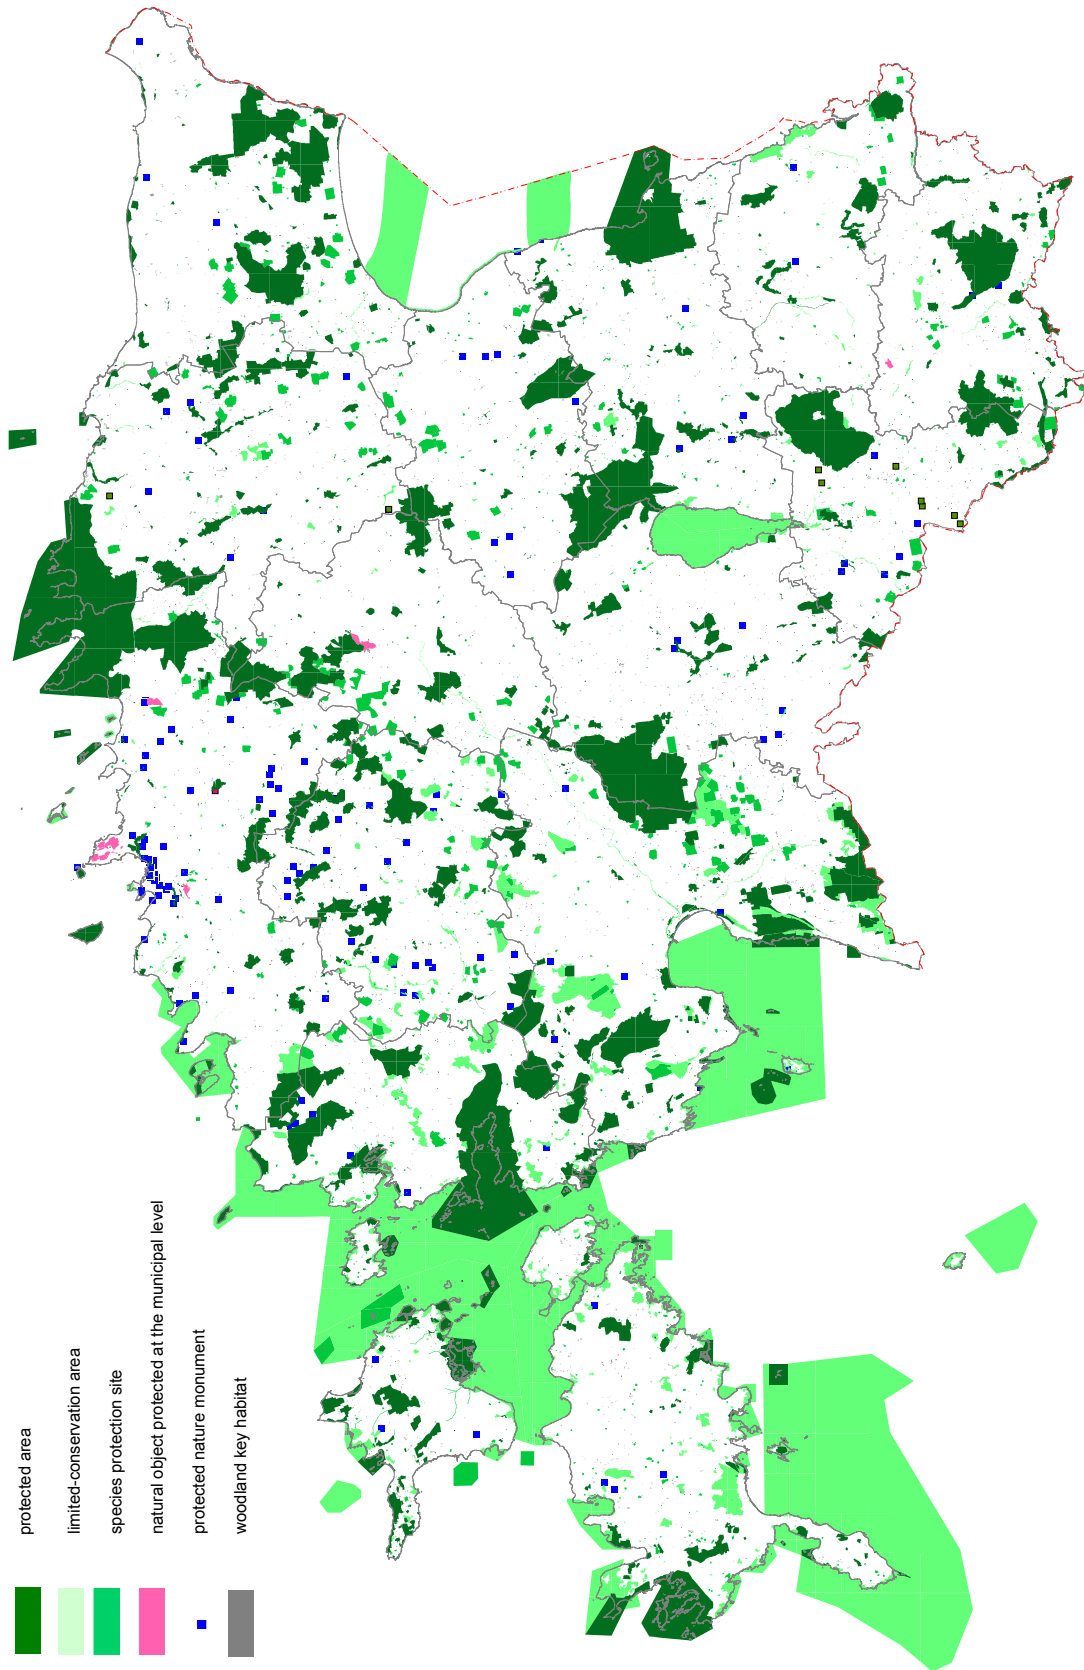 protected area
limited-conservation area
species protection site
natural object protected at the municipal level
protected nature monument
woodland key habitat